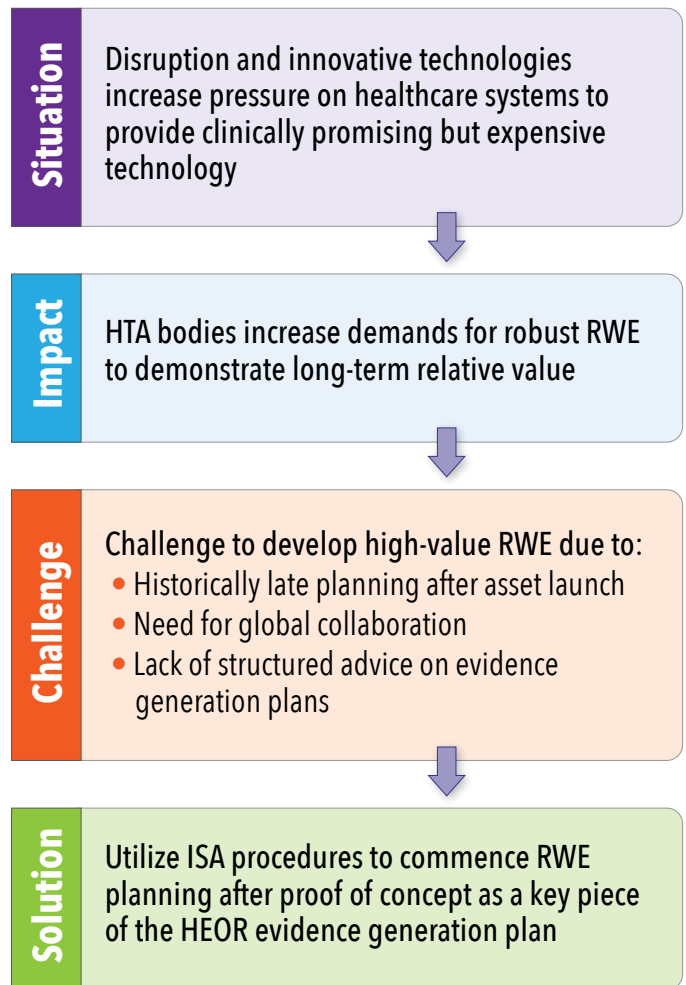 Situation
Disruption and innovative technologies
increase pressure on healthcare systems to
provide clinically promising but expensive
technology
Impact
HTA bodies increase demands for robust RWE
to demonstrate long-term relative value
Challenge
Challenge to develop high-value RWE due to:
• Historically late planning after asset launch
• Need for global collaboration
• Lack of structured advice on evidence
generation plans
Solution
Utilize ISA procedures to commence RWE
planning after proof of concept as a key piece
of the HEOR evidence generation plan